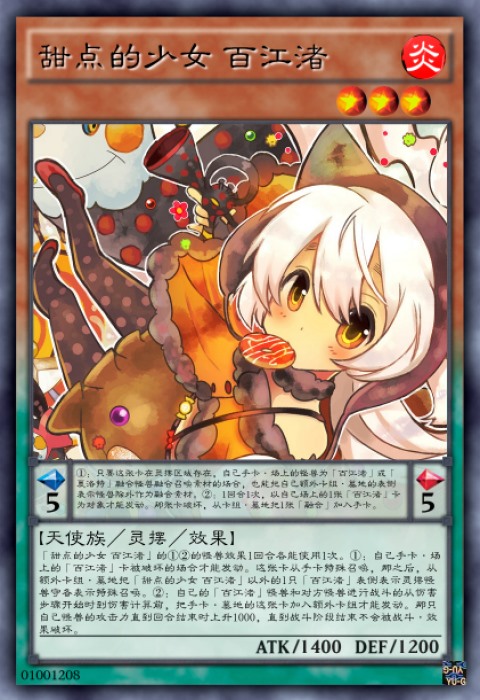 甜点的少女 百江渚
炎
①：只要这张卡在灵摆区域存在，自己手卡·场上的怪兽为「百江渚」或「
贝洛特」融合怪兽融合召唤素材的场合，也能把自己额外卡组·墓地的表侧
表示怪兽除外作为融合素材。②：1回合1次，以自己场上的1张「百江渚」卡
为对象才能发动。那张卡破坏，从卡组·墓地把1张「融合」加入手卡。
5
5
【天使族／灵摆／效果】
「甜点的少女 百江渚」的①②的怪兽效果1回合各能使用1次。①：自己手卡·场
上的「百江渚」卡被破坏的场合才能发动。这张卡从手卡特殊召唤，那之后，从
额外卡组·墓地把「甜点的少女 百江渚」以外的1只「百江渚」表侧表示灵摆怪
兽守备表示特殊召唤。②：自己的「百江渚」怪兽和对方怪兽进行战斗的从伤害
步骤开始时到伤害计算前，把手卡·墓地的这张卡加入额外卡组才能发动。那只
自己怪兽的攻击力直到回合结束时上升1000，直到战斗阶段结束不会被战斗·效
果破坏。
ATK/1400 DEF/1200
01001208